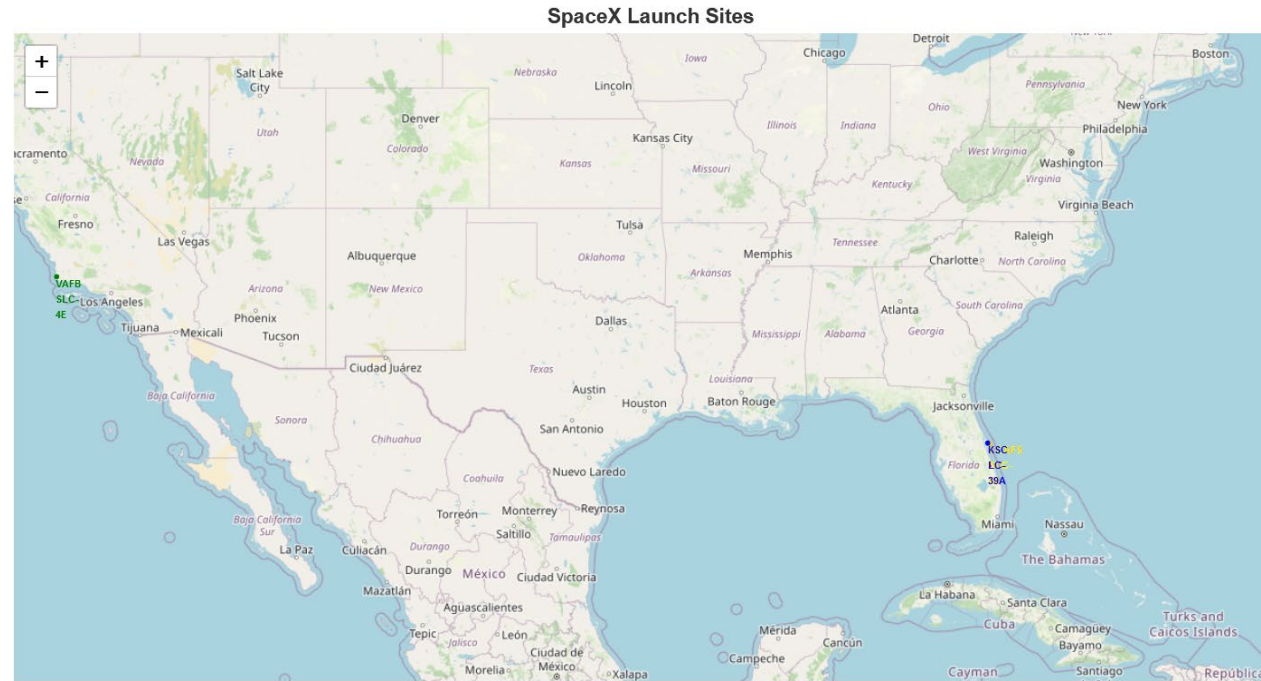 SpaceX Launch Sites
+
−
Detroit
Boston
Chicago
Iowa
Nebraska
Salt Lake
City
Lincoln
Pennsylvania
New York
Ohio
Denver
Utah
Illinois
Indiana
Philadelphia
Kansas City
Colorado
acramento
Nevada
Kansas
Missouri
West Virginia
Washington
Virginia
Kentucky
California
se
Virginia Beach
Fresno
Tulsa
Las Vegas
Raleigh
Tennessee
Albuquerque
Oklahoma
Memphis
Charlotte
North Carolina
Arkansas
VAFB
SLC-
4E
Los Angeles
Arizona
New Mexico
South Carolina
Atlanta
Phoenix
Dallas
Tijuana
Mexicali
Tucson
Mississippi
Alabama
Georgia
Ciudad Juárez
Texas
Louisiana
Baja California
Austin
Houston
Baton Rouge
Jacksonville
Sonora
San Antonio
Chihuahua
KSC
LC-
39A
Florida
Coahuila
Nuevo Laredo
Torreón
Monterrey
Reynosa
Baja California
Sur
Saltillo
Tamaulipas
Miami
Nassau
La Paz
Culiacán
Durango
The Bahamas
Durango
México
Ciudad Victoria
Mazatlán
La Habana
Santa Clara
Aguascalientes
Turks and
Caicos Islands
Cuba
Camagüey
Tepic
León
Mérida
Cancún
Jalisco
Bayamo
Ciudad de
México
Campeche
Morelia
Xalapa
Cayman
Santiago
República